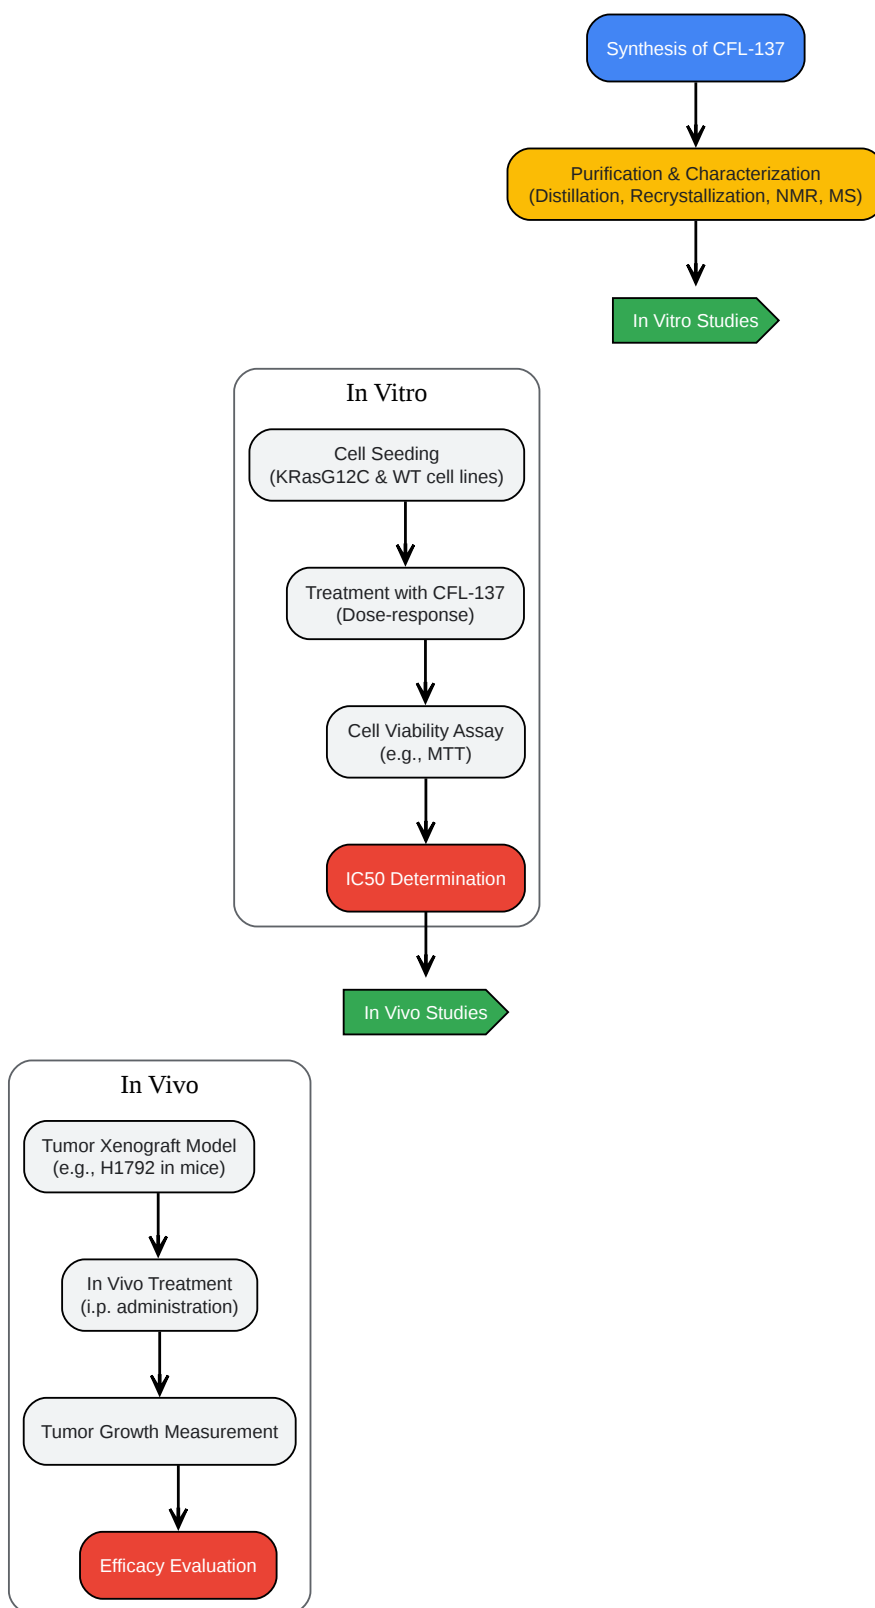 Synthesis of CFL-137
Purification & Characterization
(Distillation, Recrystallization, NMR, MS)
In Vitro Studies
In Vitro
Cell Seeding
(KRasG12C & WT cell lines)
Treatment with CFL-137
(Dose-response)
Cell Viability Assay
(e.g., MTT)
IC50 Determination
In Vivo Studies
In Vivo
Tumor Xenograft Model
(e.g., H1792 in mice)
In Vivo Treatment
(i.p. administration)
Tumor Growth Measurement
Efficacy Evaluation